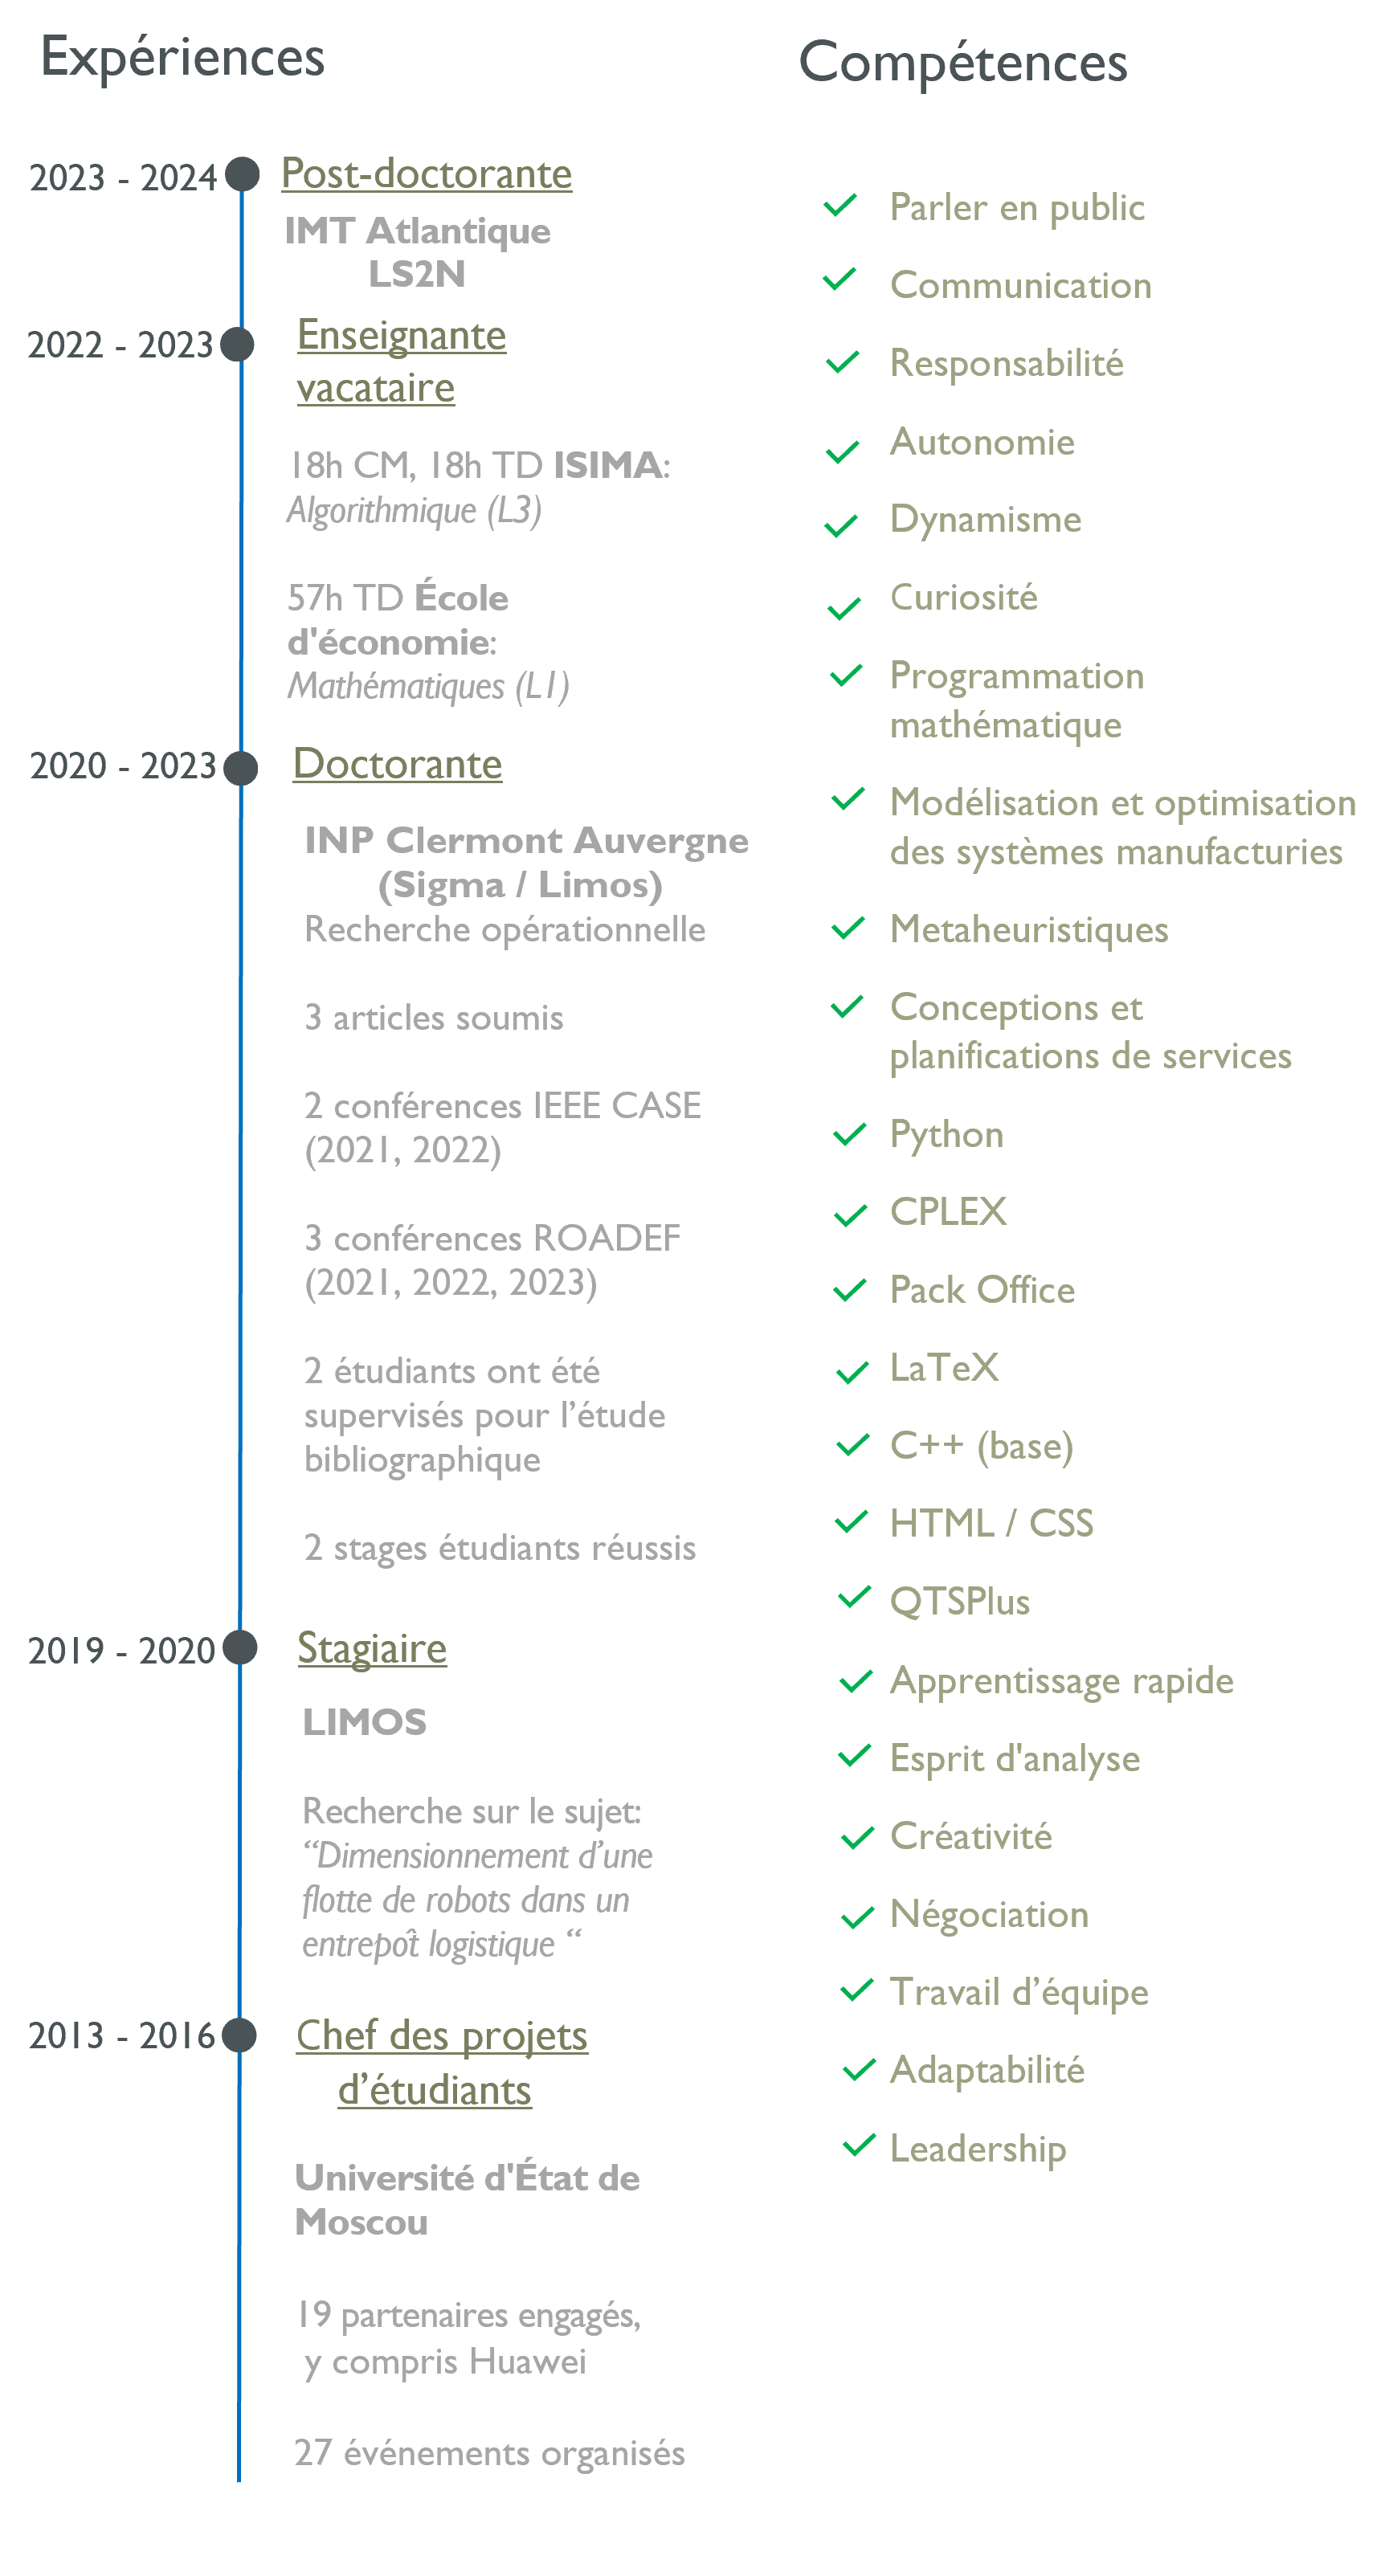 Expériences
2023 - 2024
Post-doctorante
IMT Atlantique
LS2N
2022 - 2023
Enseignante
vacataire
18h CM, 18h TD ISIMA:
Algorithmique (L3)
57h TD École
d'économie:
Mathématiques (L1)
2020 - 2023
Doctorante
INP Clermont Auvergne
(Sigma / Limos)
Recherche opérationnelle
3 articles soumis
2 conférences IEEE CASE
(2021, 2022)
3 conférences ROADEF
(2021, 2022, 2023)
2 étudiants ont été
supervisés pour l’étude
bibliographique
2 stages étudiants réussis
2019 - 2020
Stagiaire
LIMOS
Recherche sur le sujet:
“Dimensionnement d’une
flotte de robots dans un
entrepôt logistique “
2013 - 2016
Chef des projets
d’étudiants
Université d'État de
Moscou
19 partenaires engagés,
y compris Huawei
27 événements organisés
Compétences
Parler en public
Communication
Responsabilité
Autonomie
Dynamisme
Curiosité
Programmation
mathématique
Modélisation et optimisation
des systèmes manufacturies
Metaheuristiques
Conceptions et
planifications de services
Python
CPLEX
Pack Office
LaTeX
C++ (base)
HTML / CSS
QTSPlus
Apprentissage rapide
Esprit d'analyse
Créativité
Négociation
Travail d’équipe
Adaptabilité
Leadership